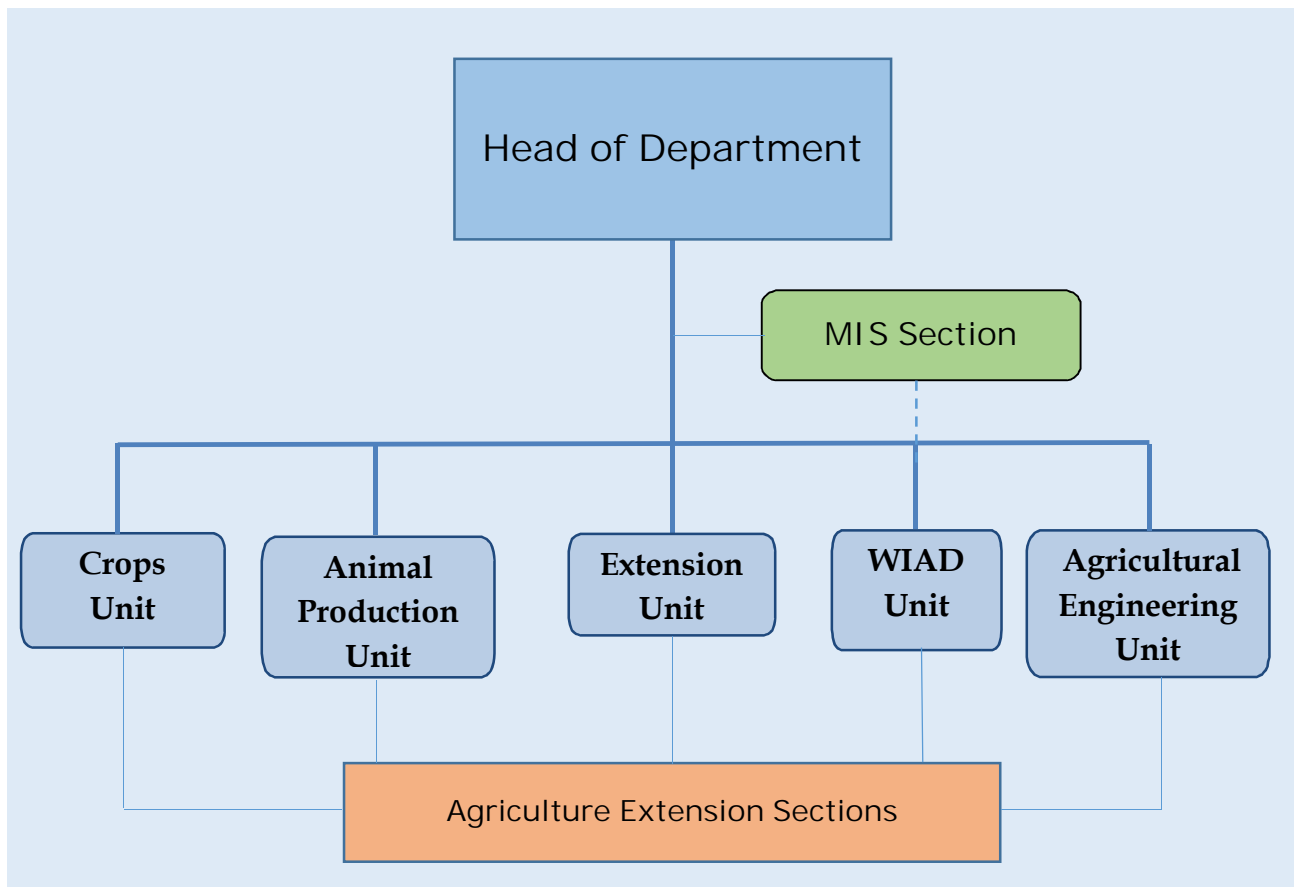 Head of Department
MIS Section
Crops
Unit
Animal
Production
Unit
Extension
Unit
WIAD
Unit
Agricultural
Engineering
Unit
Agriculture Extension Sections